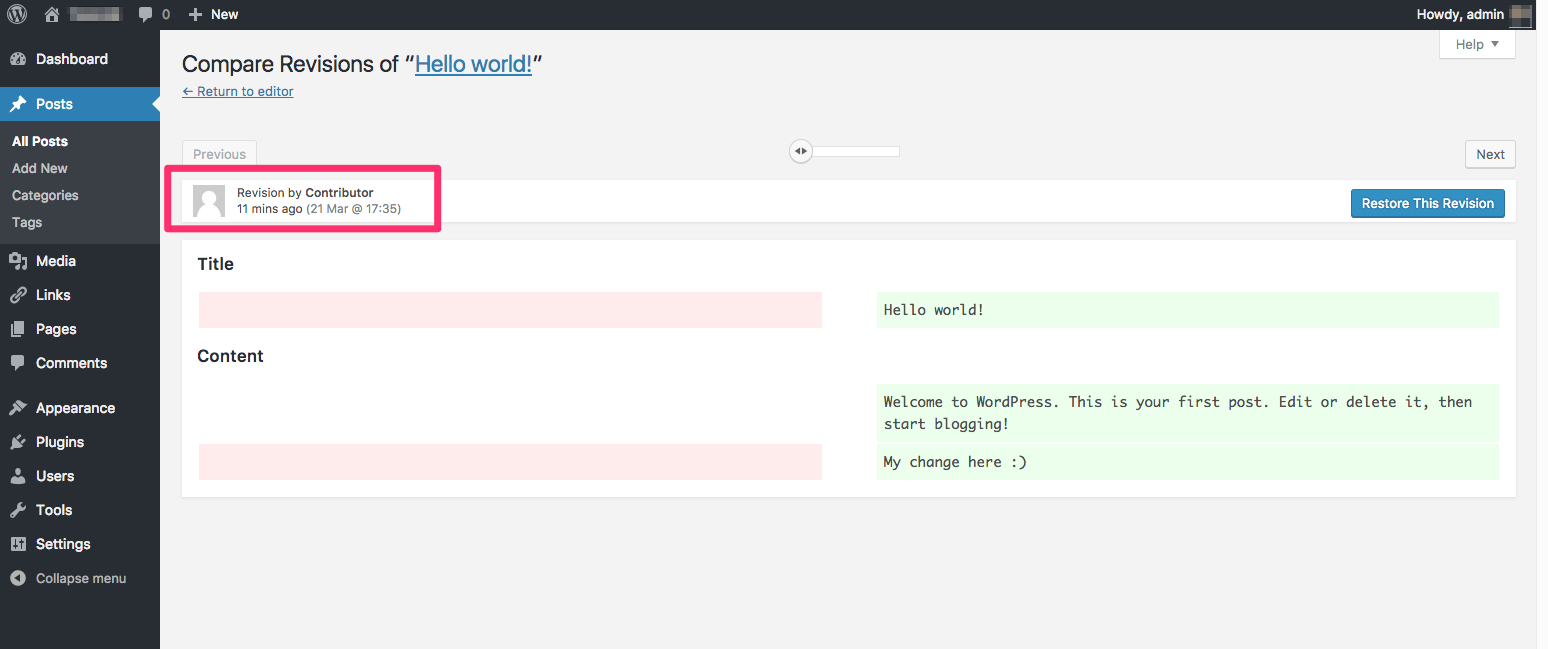 0 New
Howdy, admin
Dashboard
Posts
All Posts
Add New
Categories
Tags
Media
Links
Pages
Comments
Appearance
Plugins
Users
Tools
Settings
Collapse menu
Help ▼
Compare Revisions of “Hello world!”
← Return to editor
Previous
Next
Revision by Contributor
11 mins ago (21 Mar @ 17:35)
Restore This Revision
Title
Hello world!
Content
Welcome to WordPress. This is your first post. Edit or delete it, then
start blogging!
My change here :)